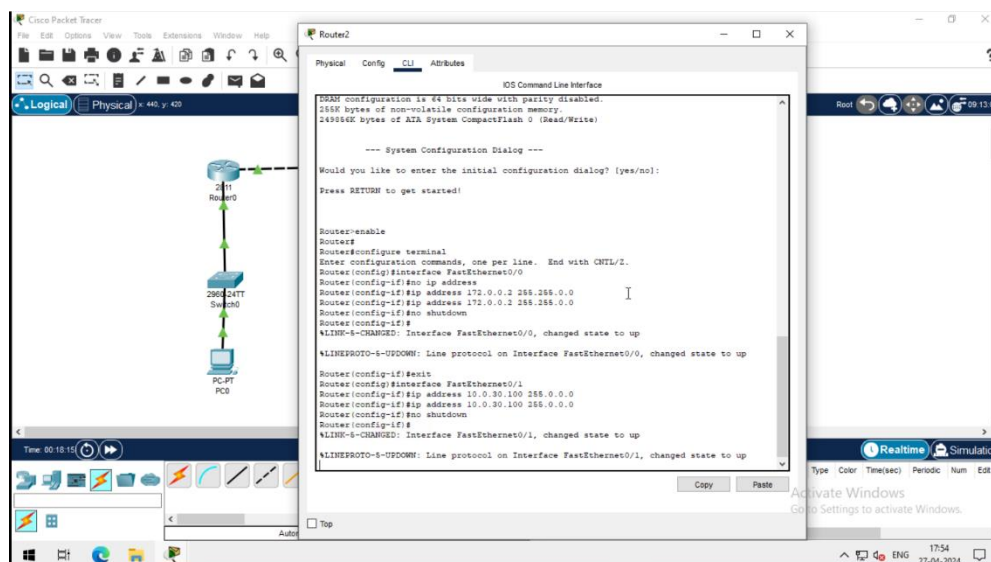 Cisco Packet Tracer
File Edit Options View Tools Extensions Window Help
Logical Physical x: 440, y: 420
Root 09:13:
2811
Router0
2960-24TT
Switch0
PC-PT
PC0
Time: 00:18:15
Realtime Simulatic
Type Color Time(sec) Periodic Num Edit
Router2
Physical Config CLI Attributes
IOS Command Line Interface
DRAM configuration is 64 bits wide with parity disabled.
255K bytes of non-volatile configuration memory.
249856K bytes of ATA System CompactFlash 0 (Read/Write)
--- System Configuration Dialog ---
Would you like to enter the initial configuration dialog? [yes/no]:
Press RETURN to get started!
Router>enable
Router#
Router#configure terminal
Enter configuration commands, one per line. End with CNTL/Z.
Router(config)#interface FastEthernet0/0
Router(config-if)#no ip address
Router(config-if)#ip address 172.0.0.2 255.255.0.0
Router(config-if)#ip address 172.0.0.2 255.255.0.0
Router(config-if)#no shutdown
Router(config-if)#
%LINK-5-CHANGED: Interface FastEthernet0/0, changed state to up
%LINEPROTO-5-UPDOWN: Line protocol on Interface FastEthernet0/0, changed state to up
Router(config-if)#exit
Router(config)#interface FastEthernet0/1
Router(config-if)#ip address 10.0.30.100 255.0.0.0
Router(config-if)#ip address 10.0.30.100 255.0.0.0
Router(config-if)#no shutdown
Router(config-if)#
%LINK-5-CHANGED: Interface FastEthernet0/1, changed state to up
%LINEPROTO-5-UPDOWN: Line protocol on Interface FastEthernet0/1, changed state to up
Copy Paste
Top
Autor
Activate Windows
Go to Settings to activate Windows.
ENG
17:54
27-04-2024